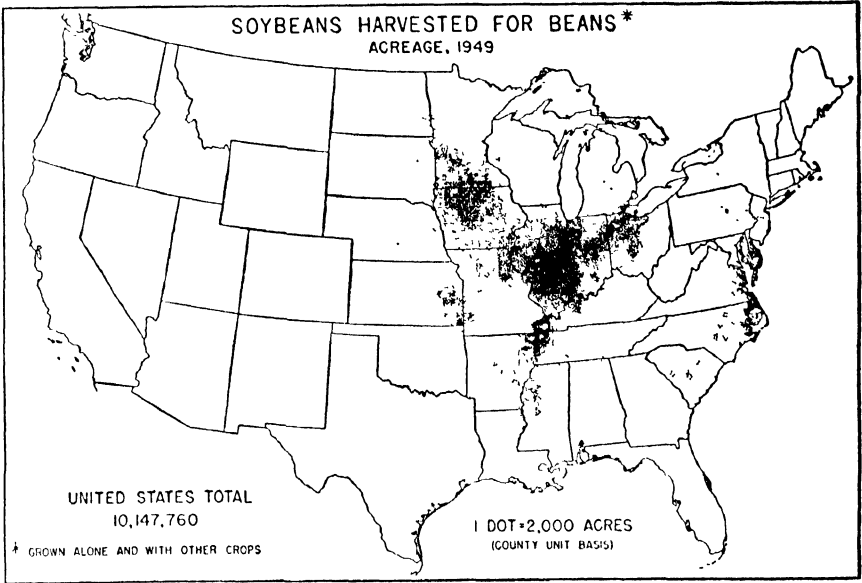 SOYBEANS HARVESTED FOR BEANS*
ACREAGE, 1949
UNITED STATES TOTAL
10,147,760
* GROWN ALONE AND WITH OTHER CROPS
1 DOT=2,000 ACRES
(COUNTY UNIT BASIS)